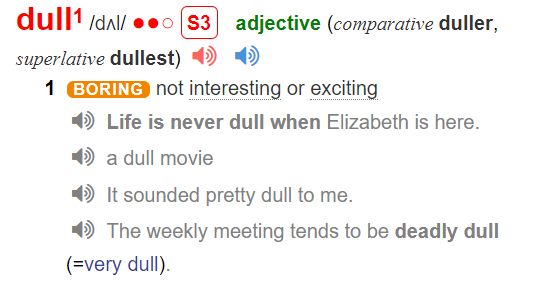 dull¹ /dʌl/ ●●○ S3 adjective (comparative duller,
superlative dullest)
1 BORING not interesting or exciting
Life is never dull when Elizabeth is here.
a dull movie
It sounded pretty dull to me.
The weekly meeting tends to be deadly dull
(=very dull).